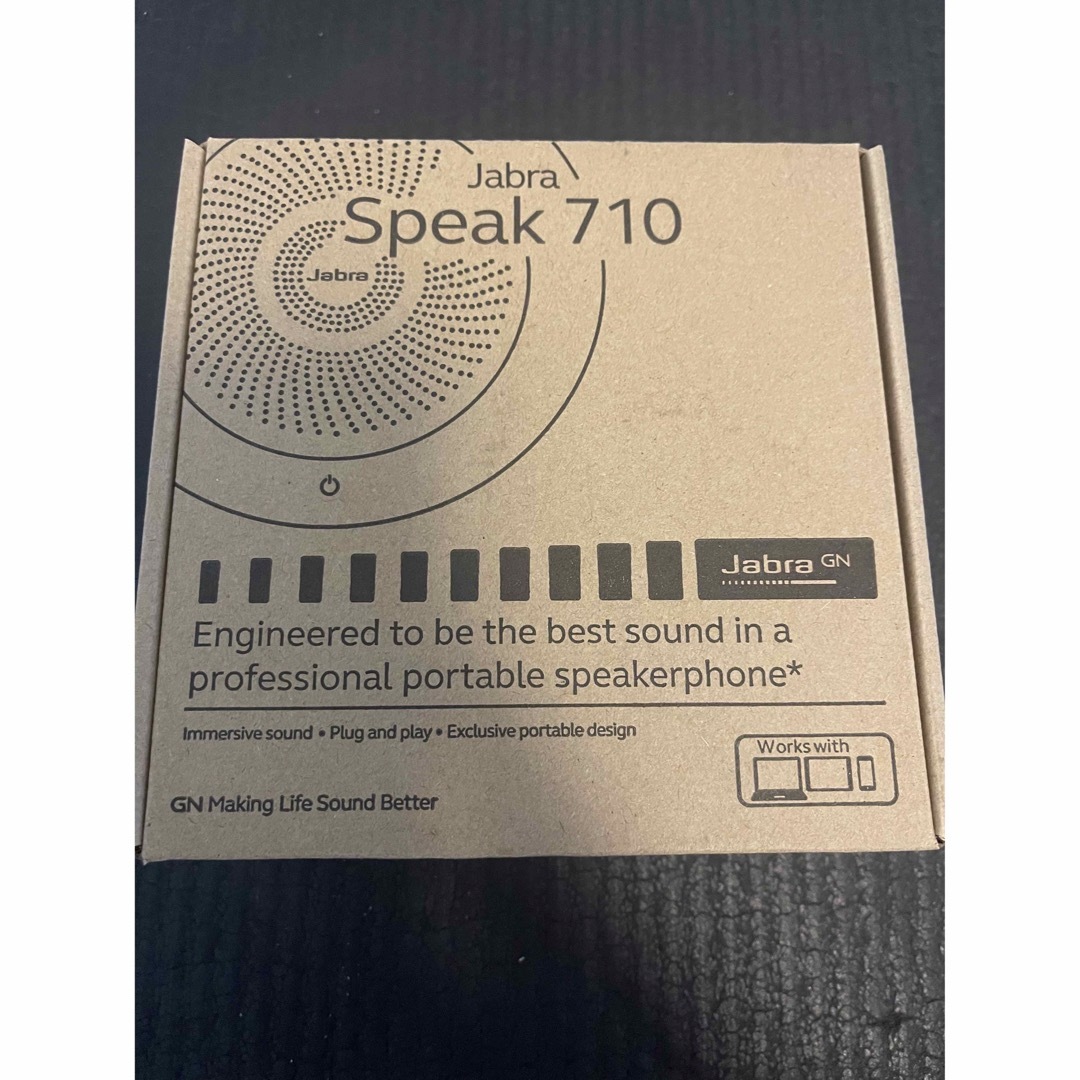 Jabra
Speak 710
Jabra
Jabra GN
Engineered to be the best sound in a
professional portable speakerphone*
Immersive sound • Plug and play • Exclusive portable design
Works with
GN Making Life Sound Better